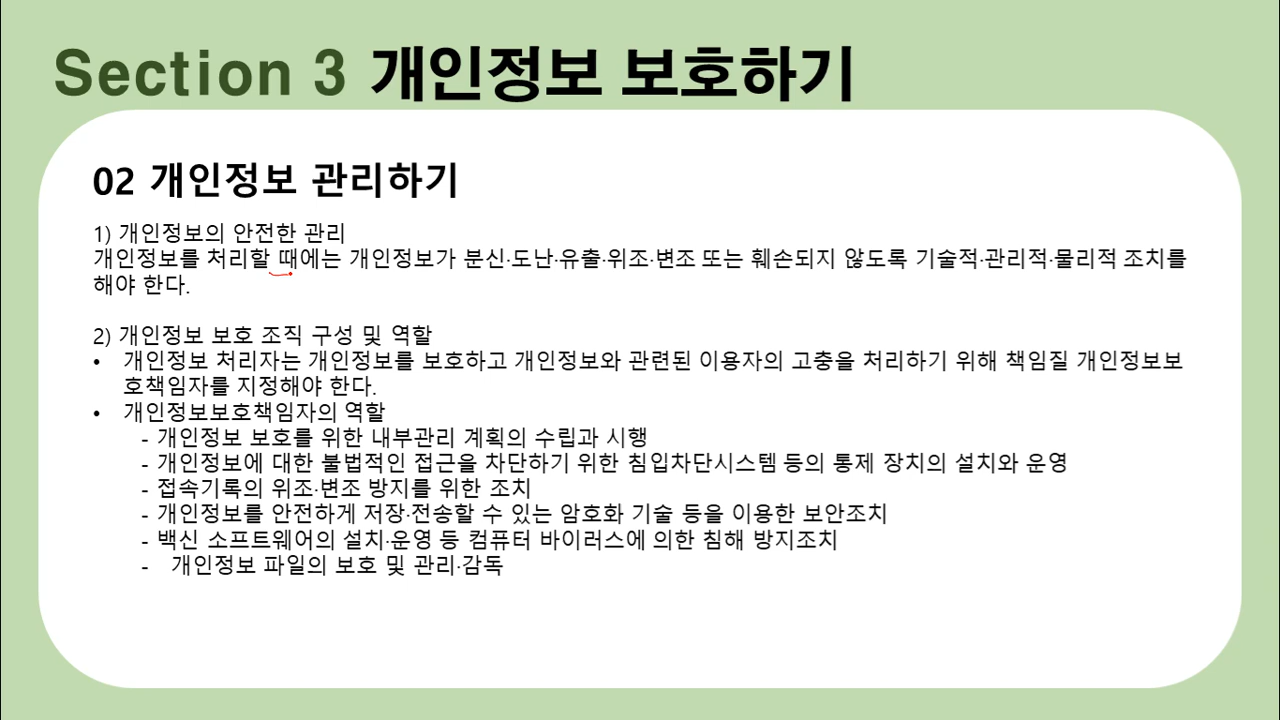 Section 3 개인정보 보호하기
02 개인정보 관리하기
1) 개인정보의 안전한 관리
개인정보를 처리할 때에는 개인정보가 분신·도난·유출·위조·변조 또는 훼손되지 않도록 기술적·관리적·물리적 조치를
해야 한다.
2) 개인정보 보호 조직 구성 및 역할
• 개인정보 처리자는 개인정보를 보호하고 개인정보와 관련된 이용자의 고충을 처리하기 위해 책임질 개인정보보
호책임자를 지정해야 한다.
• 개인정보보호책임자의 역할
- 개인정보 보호를 위한 내부관리 계획의 수립과 시행
- 개인정보에 대한 불법적인 접근을 차단하기 위한 침입차단시스템 등의 통제 장치의 설치와 운영
- 접속기록의 위조·변조 방지를 위한 조치
- 개인정보를 안전하게 저장·전송할 수 있는 암호화 기술 등을 이용한 보안조치
- 백신 소프트웨어의 설치·운영 등 컴퓨터 바이러스에 의한 침해 방지조치
- 개인정보 파일의 보호 및 관리·감독